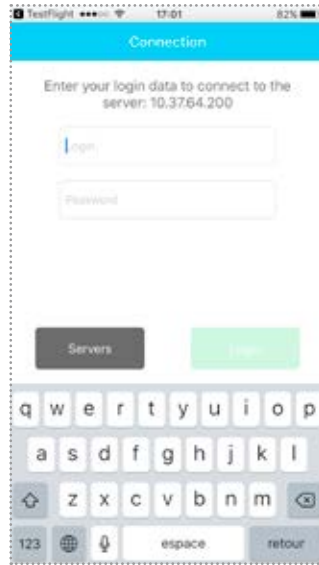 TestFlight 17:01 82%
Connection
Enter your login data to connect to the
server: 10.37.64.200
Login
Password
Servers Login
q w e r t y u i o p
a s d f g h j k l
z x c v b n m
123 espace retour